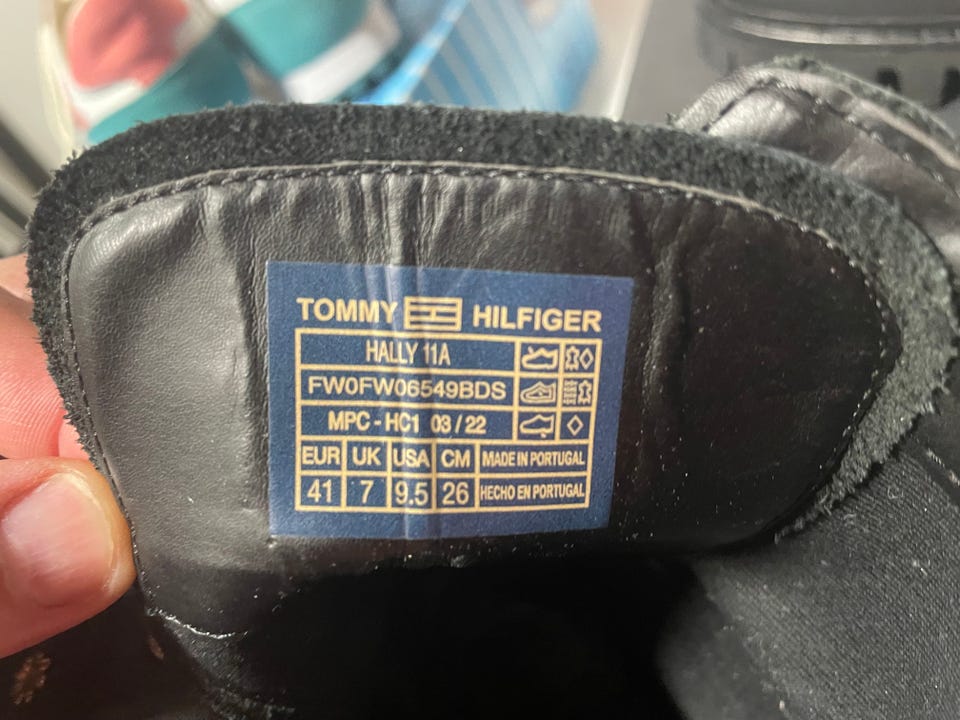 TOMMY HILFIGER
HALLY 11A
FW0FW06549BDS
MPC - HC1 03 / 22
EUR UK USA CM MADE IN PORTUGAL
41 7 9.5 26 HECHO EN PORTUGAL